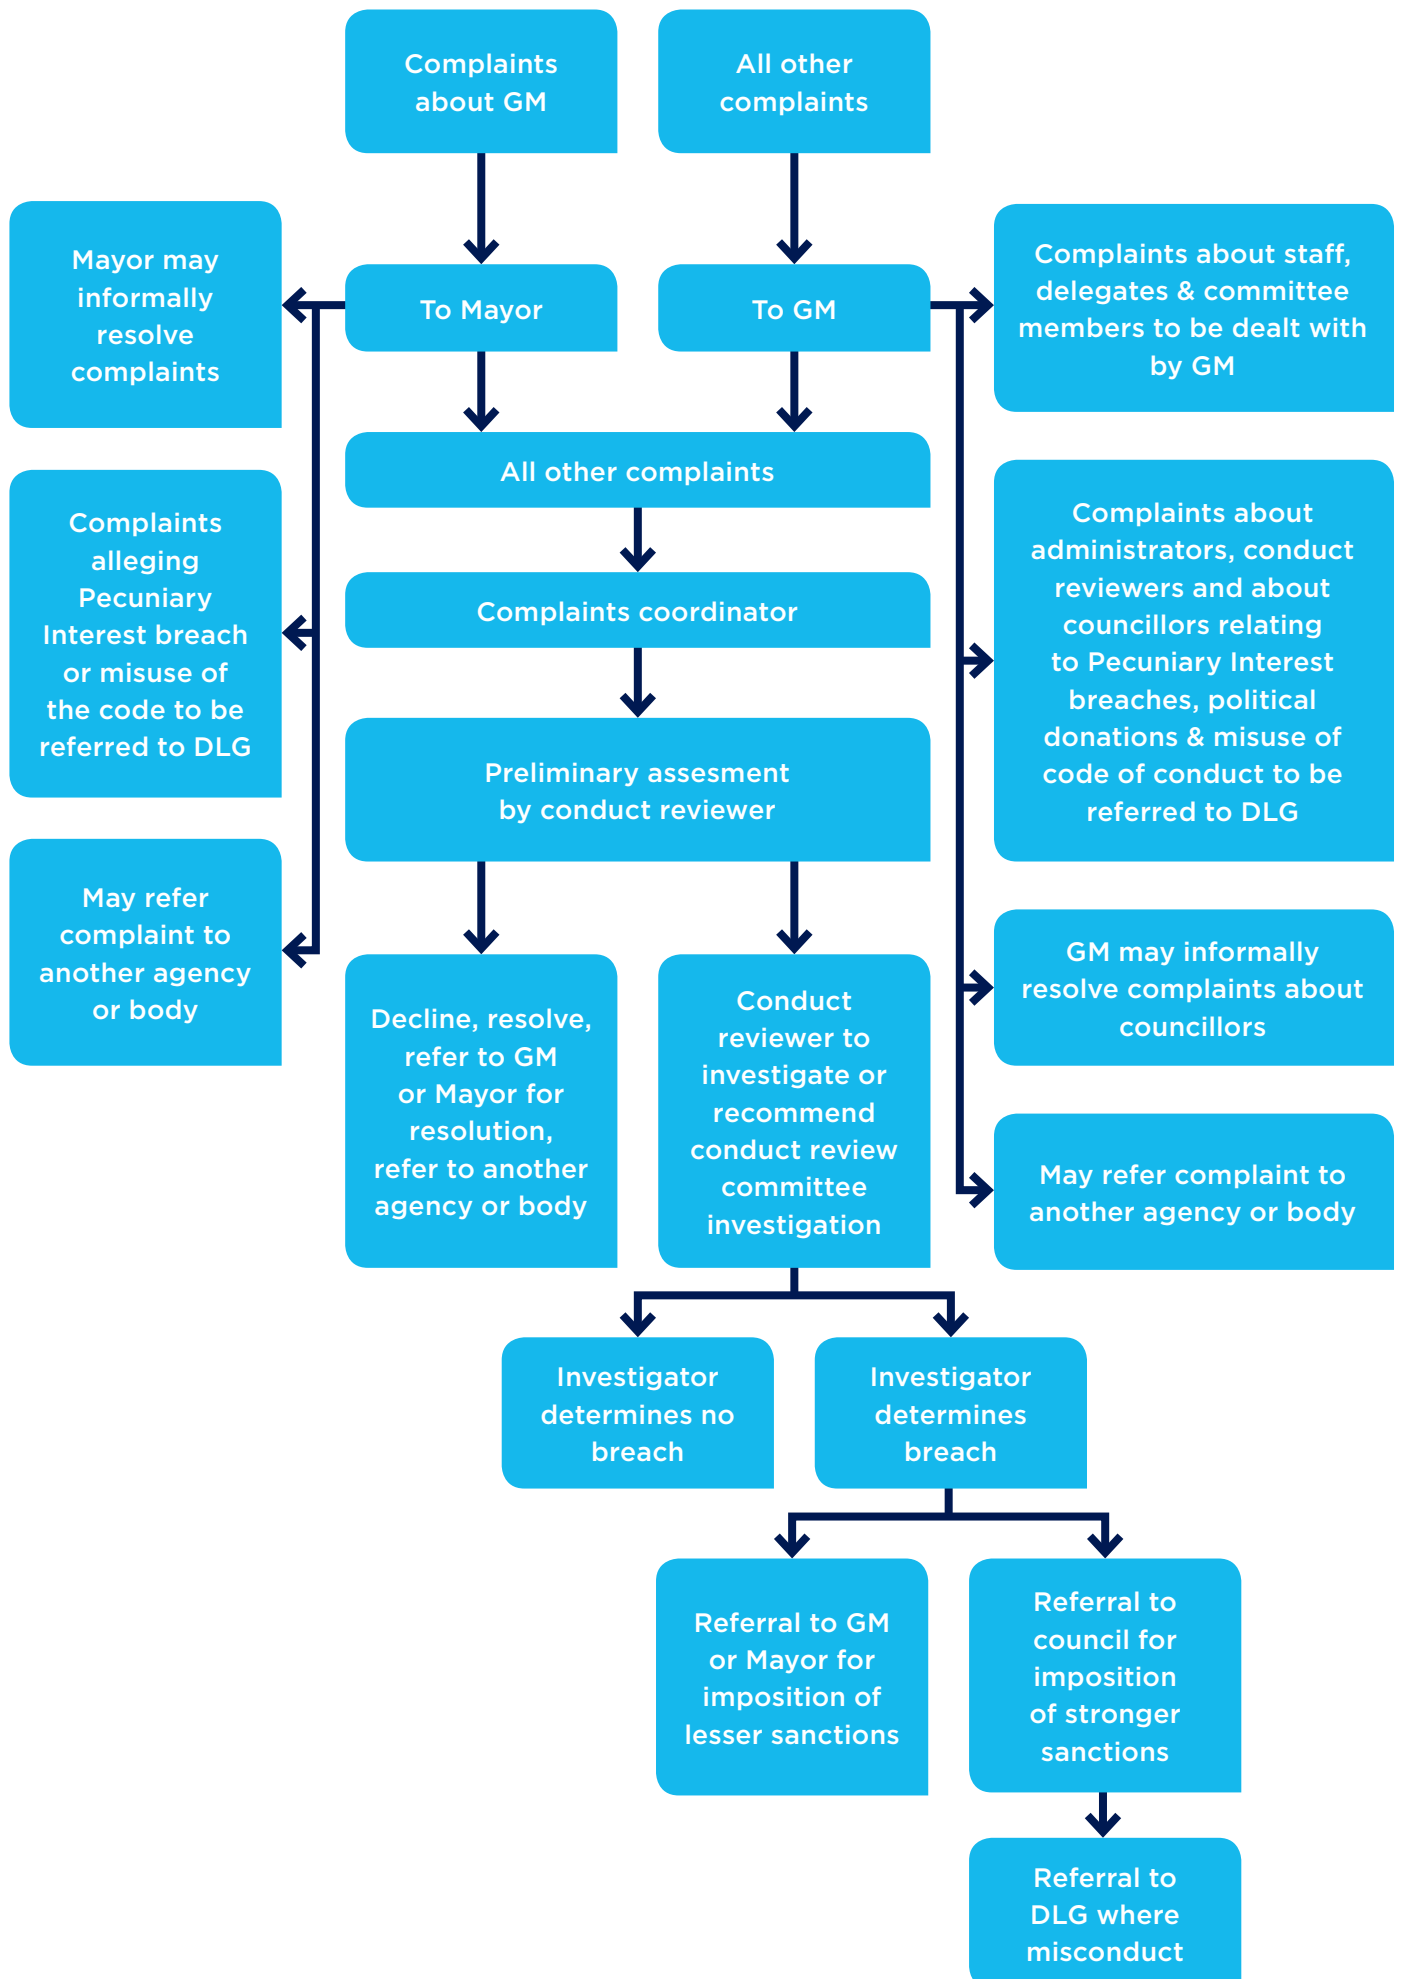 Complaints
about GM
All other
complaints
Mayor may
informally
resolve
complaints
To Mayor
To GM
Complaints about staff,
delegates & committee
members to be dealt with
by GM
All other complaints
Complaints
alleging
Pecuniary
Interest breach
or misuse of
the code to be
referred to DLG
Complaints coordinator
Complaints about
administrators, conduct
reviewers and about
councillors relating
to Pecuniary Interest
breaches, political
donations & misuse of
code of conduct to be
referred to DLG
Preliminary assesment
by conduct reviewer
May refer
complaint to
another agency
or body
Decline, resolve,
refer to GM
or Mayor for
resolution,
refer to another
agency or body
Conduct
reviewer to
investigate or
recommend
conduct review
committee
investigation
GM may informally
resolve complaints about
councillors
May refer complaint to
another agency or body
Investigator
determines no
breach
Investigator
determines
breach
Referral to GM
or Mayor for
imposition of
lesser sanctions
Referral to
council for
imposition
of stronger
sanctions
Referral to
DLG where
misconduct